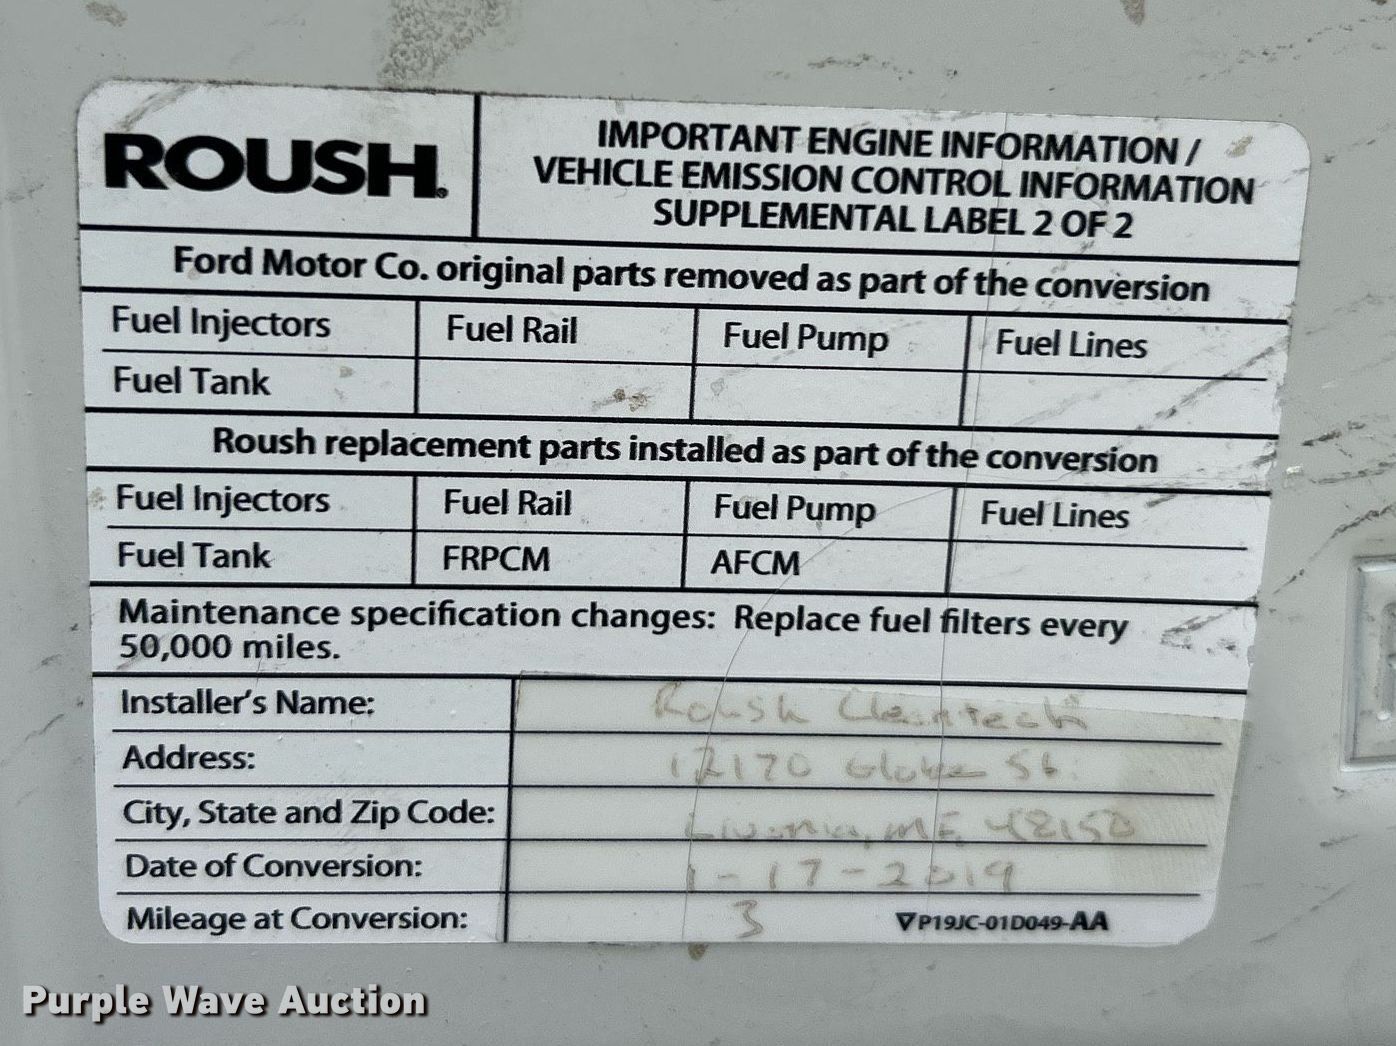 ROUSH.
IMPORTANT ENGINE INFORMATION /
VEHICLE EMISSION CONTROL INFORMATION
SUPPLEMENTAL LABEL 2 OF 2
Ford Motor Co. original parts removed as part of the conversion
Fuel Injectors Fuel Rail Fuel Pump Fuel Lines
Fuel Tank
Roush replacement parts installed as part of the conversion
Fuel Injectors Fuel Rail Fuel Pump Fuel Lines
Fuel Tank FRPCM AFCM
Maintenance specification changes: Replace fuel filters every
50,000 miles.
Installer's Name: Roush Cleantech
Address: 12170 Globe St.
City, State and Zip Code: Livonia, 48150
Date of Conversion: 1-17-2019
Mileage at Conversion: 3 P19JC-01D049-AA
Purple Wave Auction